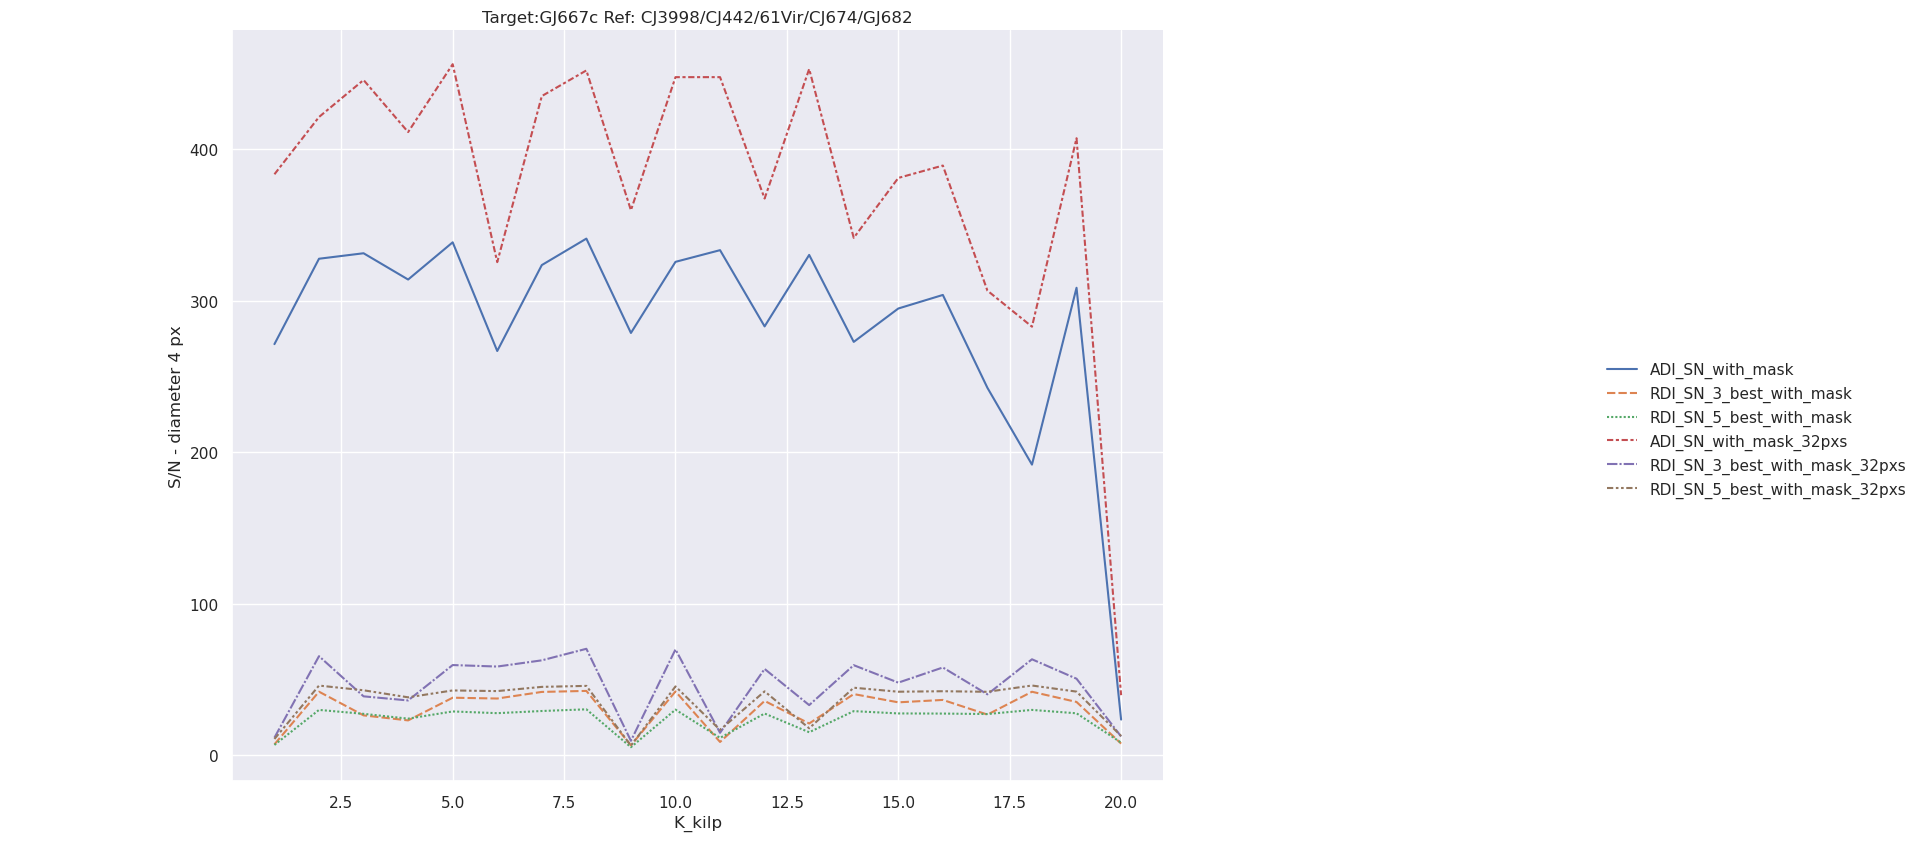 Target:GJ667c Ref: CJ3998/CJ442/61Vir/CJ674/GJ682
S/N - diameter 4 px
400
300
200
100
0
2.5 5.0 7.5 10.0 12.5 15.0 17.5 20.0
K_kilp
ADI_SN_with_mask
RDI_SN_3_best_with_mask
RDI_SN_5_best_with_mask
ADI_SN_with_mask_32pxs
RDI_SN_3_best_with_mask_32pxs
RDI_SN_5_best_with_mask_32pxs